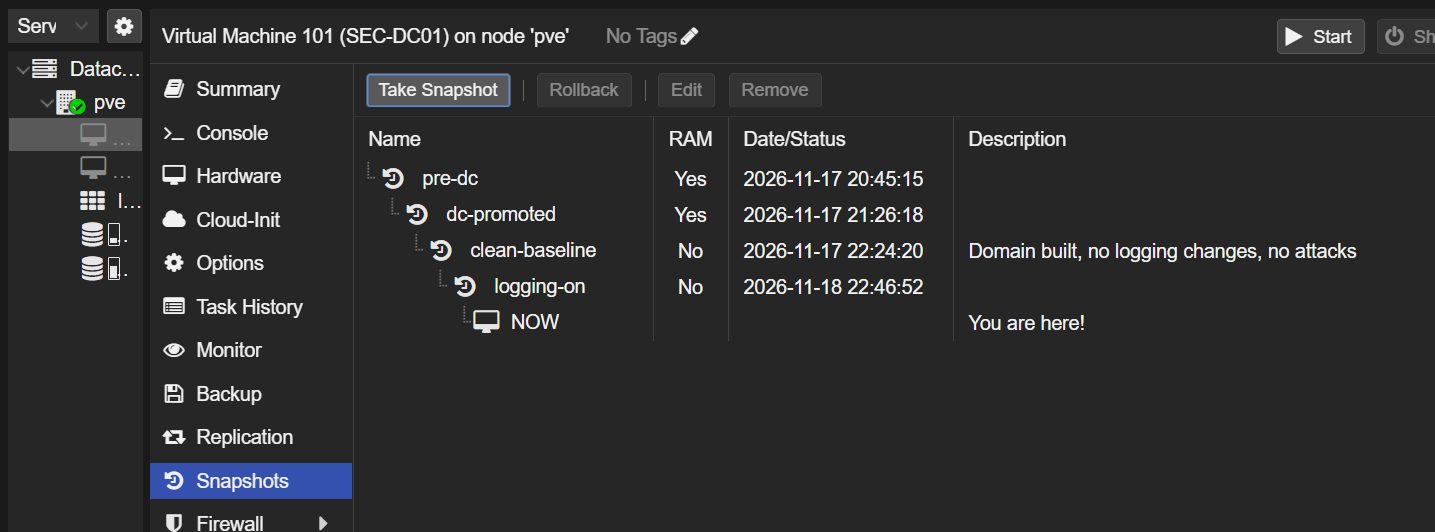 Serv
Virtual Machine 101 (SEC-DC01) on node 'pve' No Tags Start Sh
Datac...
pve
...
...
l...
.
.
Summary
Console
Hardware
Cloud-Init
Options
Task History
Monitor
Backup
Replication
Snapshots
Firewall
Take Snapshot Rollback Edit Remove
Name RAM Date/Status Description
pre-dc Yes 2026-11-17 20:45:15
dc-promoted Yes 2026-11-17 21:26:18
clean-baseline No 2026-11-17 22:24:20 Domain built, no logging changes, no attacks
logging-on No 2026-11-18 22:46:52
NOW You are here!